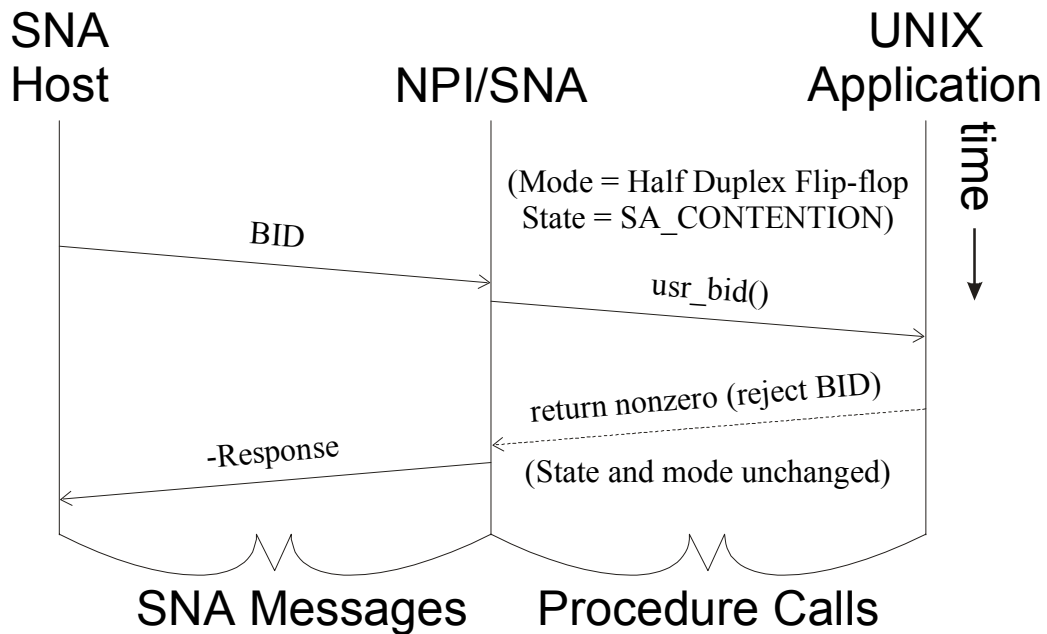 SNA
Host
NPI/SNA
UNIX
Application
time
(Mode = Half Duplex Flip-flop
State = SA_CONTENTION)
BID
usr_bid()
return nonzero (reject BID)
-Response
(State and mode unchanged)
SNA Messages
Procedure Calls